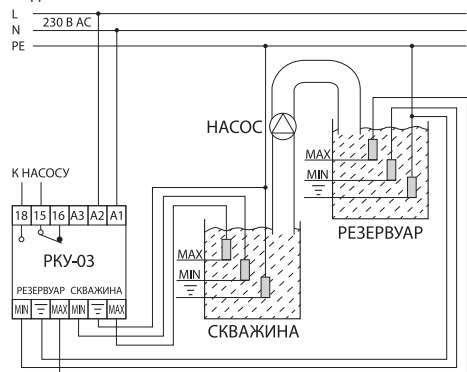 L
N 230 В AC
PE
НАСОС
К НАСОСУ
MAX
MIN
18 15 16 A3 A2 A1
РЕЗЕРВУАР
РКУ-03
MAX
MIN
РЕЗЕРВУАР СКВАЖИНА
MIN MAX MIN MAX
СКВАЖИНА